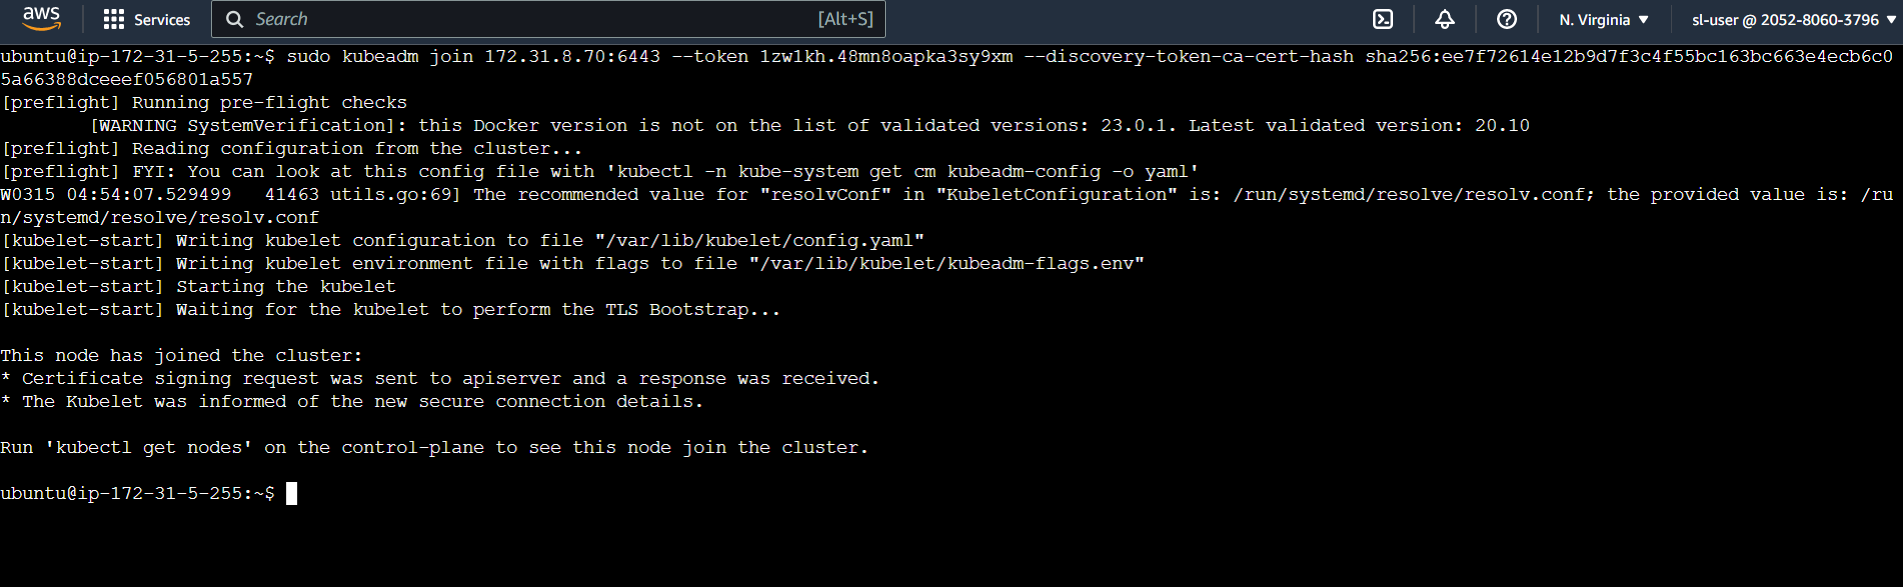 aws Services Search [Alt+S] N. Virginia ▼ sl-user @ 2052-8060-3796 ▼
ubuntu@ip-172-31-5-255:~$ sudo kubeadm join 172.31.8.70:6443 --token 1zwlkh.48mn8oapka3sy9xm --discovery-token-ca-cert-hash sha256:ee7f72614e12b9d7f3c4f55bc163bc663e4ecb6c0
5a66388dceeef056801a557
[preflight] Running pre-flight checks
        [WARNING SystemVerification]: this Docker version is not on the list of validated versions: 23.0.1. Latest validated version: 20.10
[preflight] Reading configuration from the cluster...
[preflight] FYI: You can look at this config file with 'kubectl -n kube-system get cm kubeadm-config -o yaml'
W0315 04:54:07.529499   41463 utils.go:69] The recommended value for "resolvConf" in "KubeletConfiguration" is: /run/systemd/resolve/resolv.conf; the provided value is: /ru
n/systemd/resolve/resolv.conf
[kubelet-start] Writing kubelet configuration to file "/var/lib/kubelet/config.yaml"
[kubelet-start] Writing kubelet environment file with flags to file "/var/lib/kubelet/kubeadm-flags.env"
[kubelet-start] Starting the kubelet
[kubelet-start] Waiting for the kubelet to perform the TLS Bootstrap...
This node has joined the cluster:
* Certificate signing request was sent to apiserver and a response was received.
* The Kubelet was informed of the new secure connection details.
Run 'kubectl get nodes' on the control-plane to see this node join the cluster.
ubuntu@ip-172-31-5-255:~$